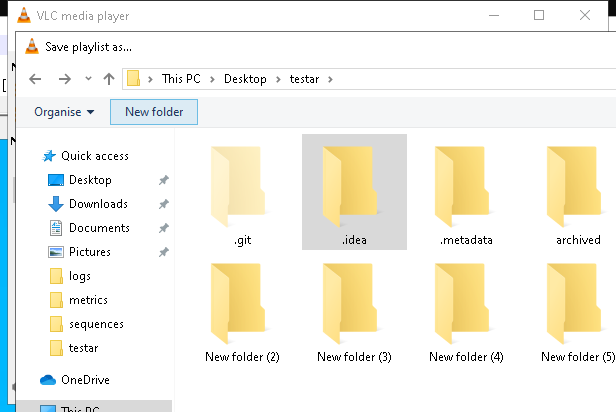 VLC media player
Save playlist as...
This PC
Desktop
testar
Organise
New folder
Quick access
Desktop
Downloads
Documents
Pictures
logs
metrics
sequences
testar
OneDrive
This PC
.git
.idea
.metadata
archived
New folder (2)
New folder (3)
New folder (4)
New folder (5)